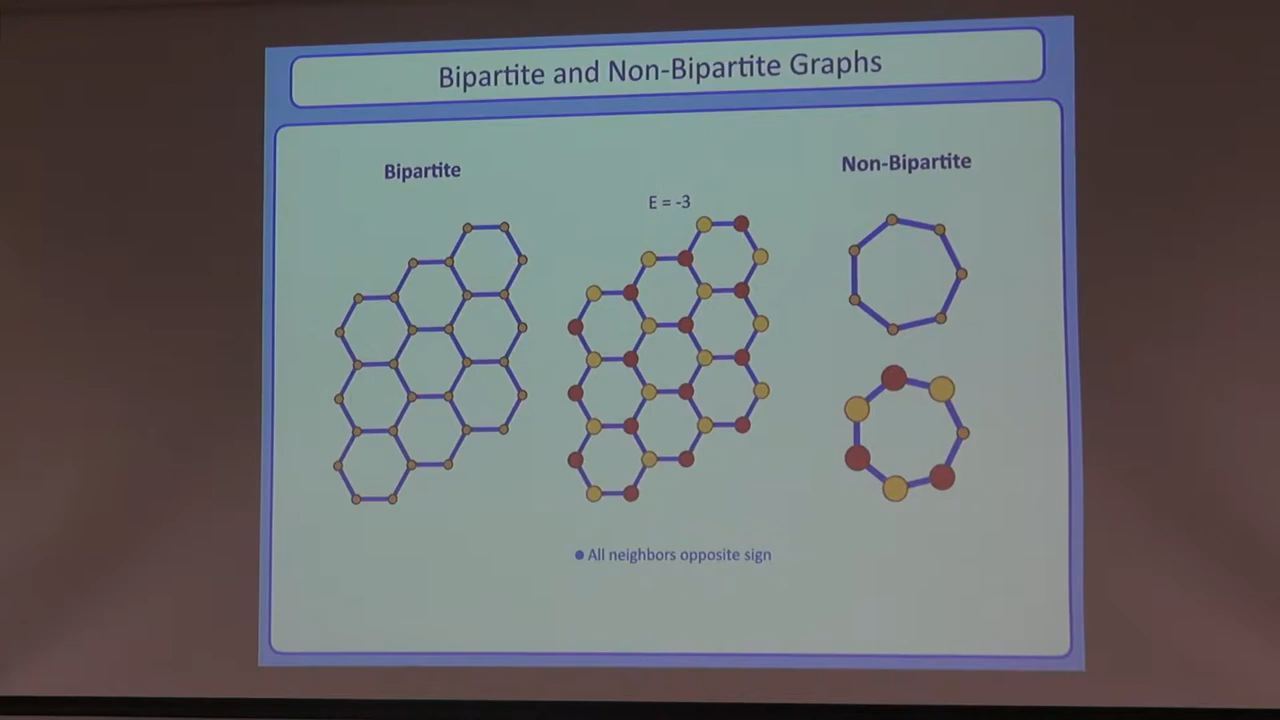 Bipartite and Non-Bipartite Graphs
Bipartite
Non-Bipartite
E = -3
● All neighbors opposite sign